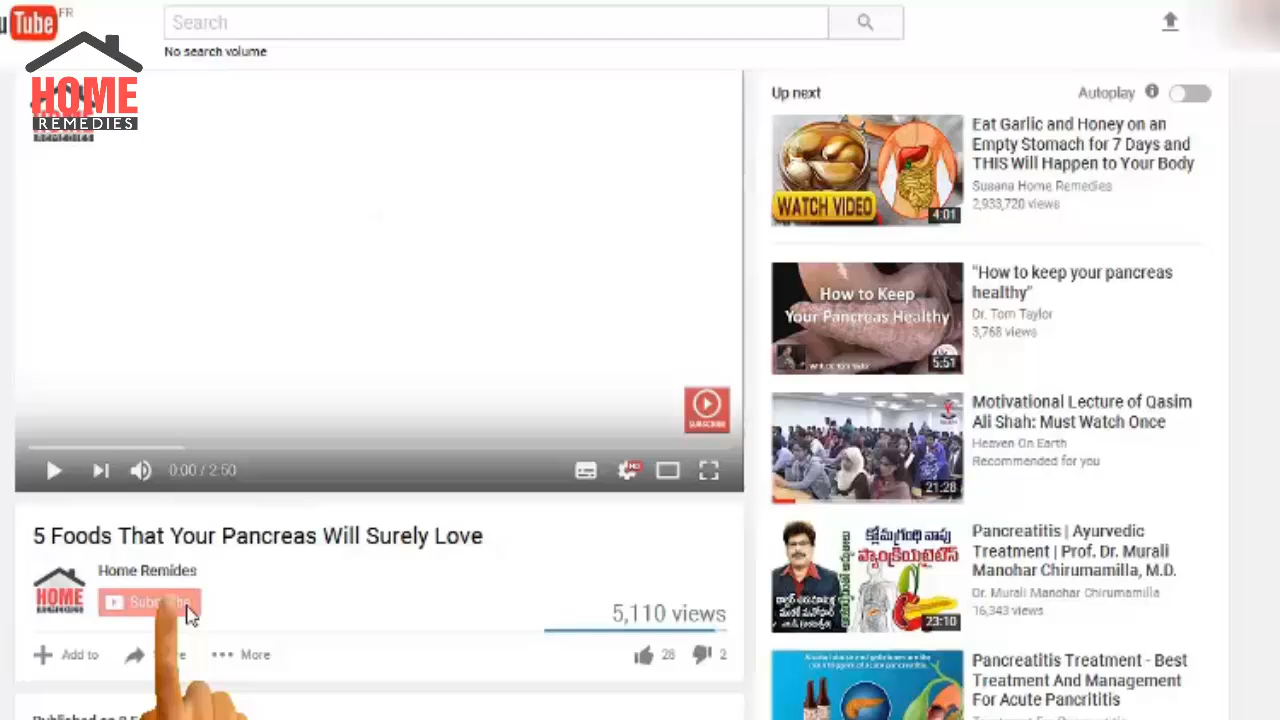 Tube
FR
Search
No search volume
HOME
REMEDIES
Up next
Autoplay
Eat Garlic and Honey on an
Empty Stomach for 7 Days and
THIS Will Happen to Your Body
Susana Home Remedies
2,933,720 views
WATCH VIDEO
4:01
"How to keep your pancreas
healthy"
Dr. Tom Taylor
3,768 views
How to Keep
Your Pancreas Healthy
5:51
Motivational Lecture of Qasim
Ali Shah: Must Watch Once
Heaven On Earth
Recommended for you
21:28
SUBSCRIBE
0:00 / 2:50
HD
5 Foods That Your Pancreas Will Surely Love
Home Remides
HOME
5,110 views
Add to
More
28
2
Pancreatitis | Ayurvedic
Treatment | Prof. Dr. Murali
Manohar Chirumamilla, M.D.
Dr. Murali Manohar Chirumamilla
16,343 views
క్లోమగ్రంథి వాపు
ప్యాంక్రియాటైటిస్
23:10
Pancreatitis Treatment - Best
Treatment And Management
For Acute Pancrititis